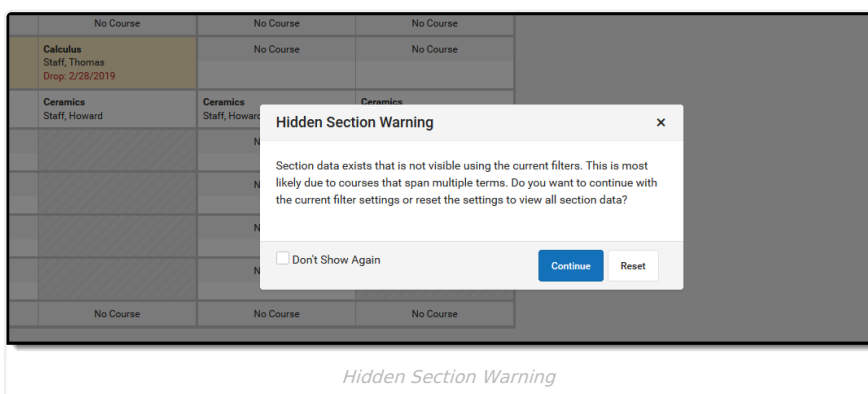 No Course No Course No Course
Calculus No Course No Course
Staff, Thomas
Drop: 2/28/2019
Ceramics Ceramics Ceramics
Staff, Howard Staff, Howard
Hidden Section Warning ×
Section data exists that is not visible using the current filters. This is most
likely due to courses that span multiple terms. Do you want to continue with
the current filter settings or reset the settings to view all section data?
Don't Show Again Continue Reset
No Course No Course No Course
Hidden Section Warning